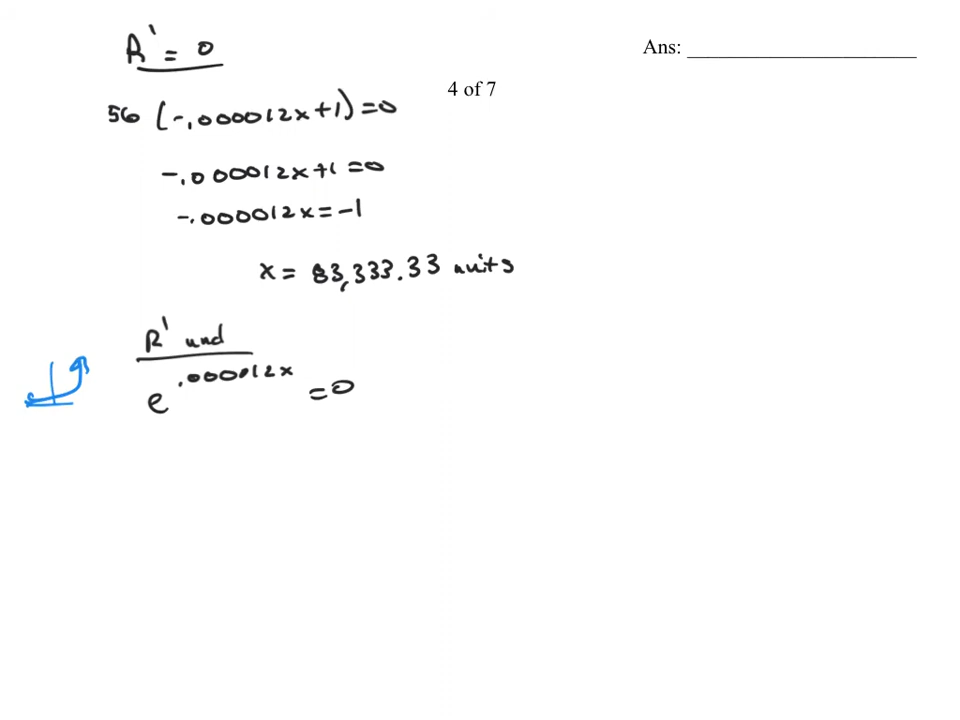 R' = 0
Ans: ______________________
4 of 7
56 (-.000012x+1)=0
-.000012x+1=0
-.000012x=-1
x= 83,333.33 units
R' und
e^.000012x =0